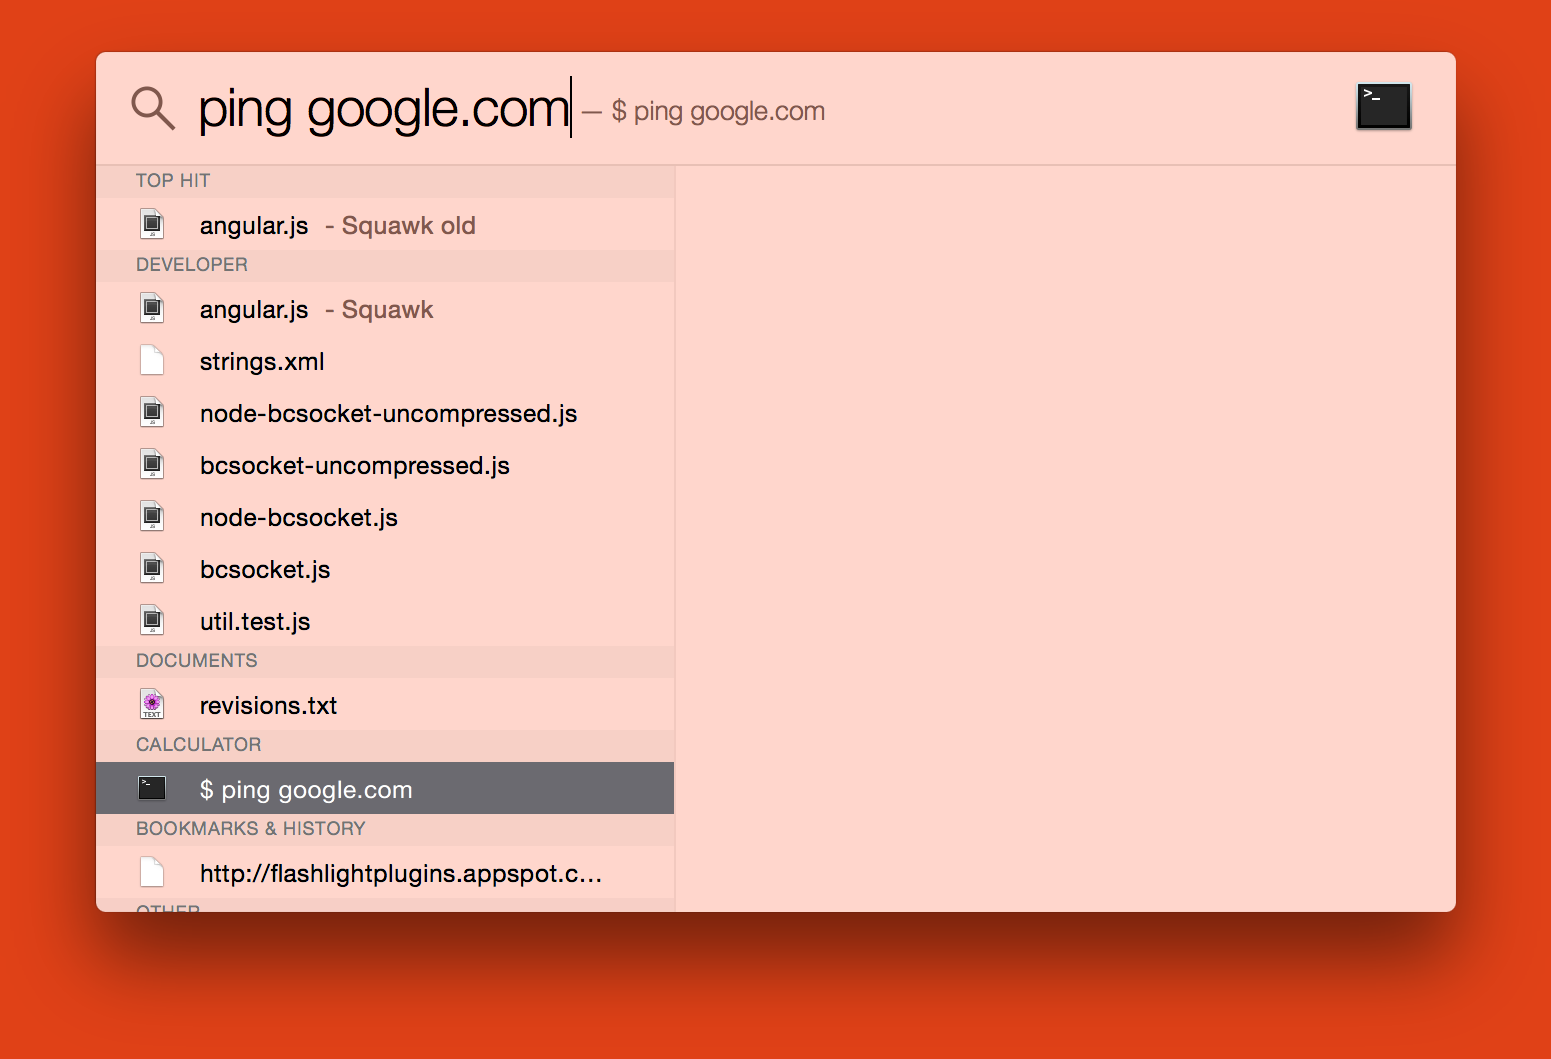 ping google.com — $ ping google.com
>_
TOP HIT
angular.js - Squawk old
DEVELOPER
angular.js - Squawk
strings.xml
node-bcsocket-uncompressed.js
bcsocket-uncompressed.js
node-bcsocket.js
bcsocket.js
util.test.js
DOCUMENTS
TEXT revisions.txt
CALCULATOR
>_ $ ping google.com
BOOKMARKS & HISTORY
http://flashlightplugins.appspot.c...
OTHER